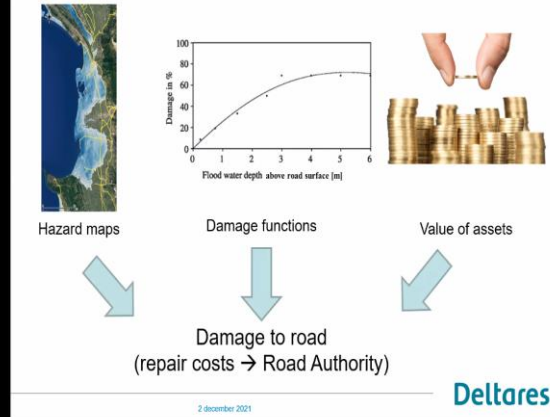 Damage in %
100
80
60
40
20
0
0 1 2 3 4 5 6
Flood water depth above road surface [m]
Hazard maps
Damage functions
Value of assets
Damage to road
(repair costs → Road Authority)
2 december 2021
Deltares